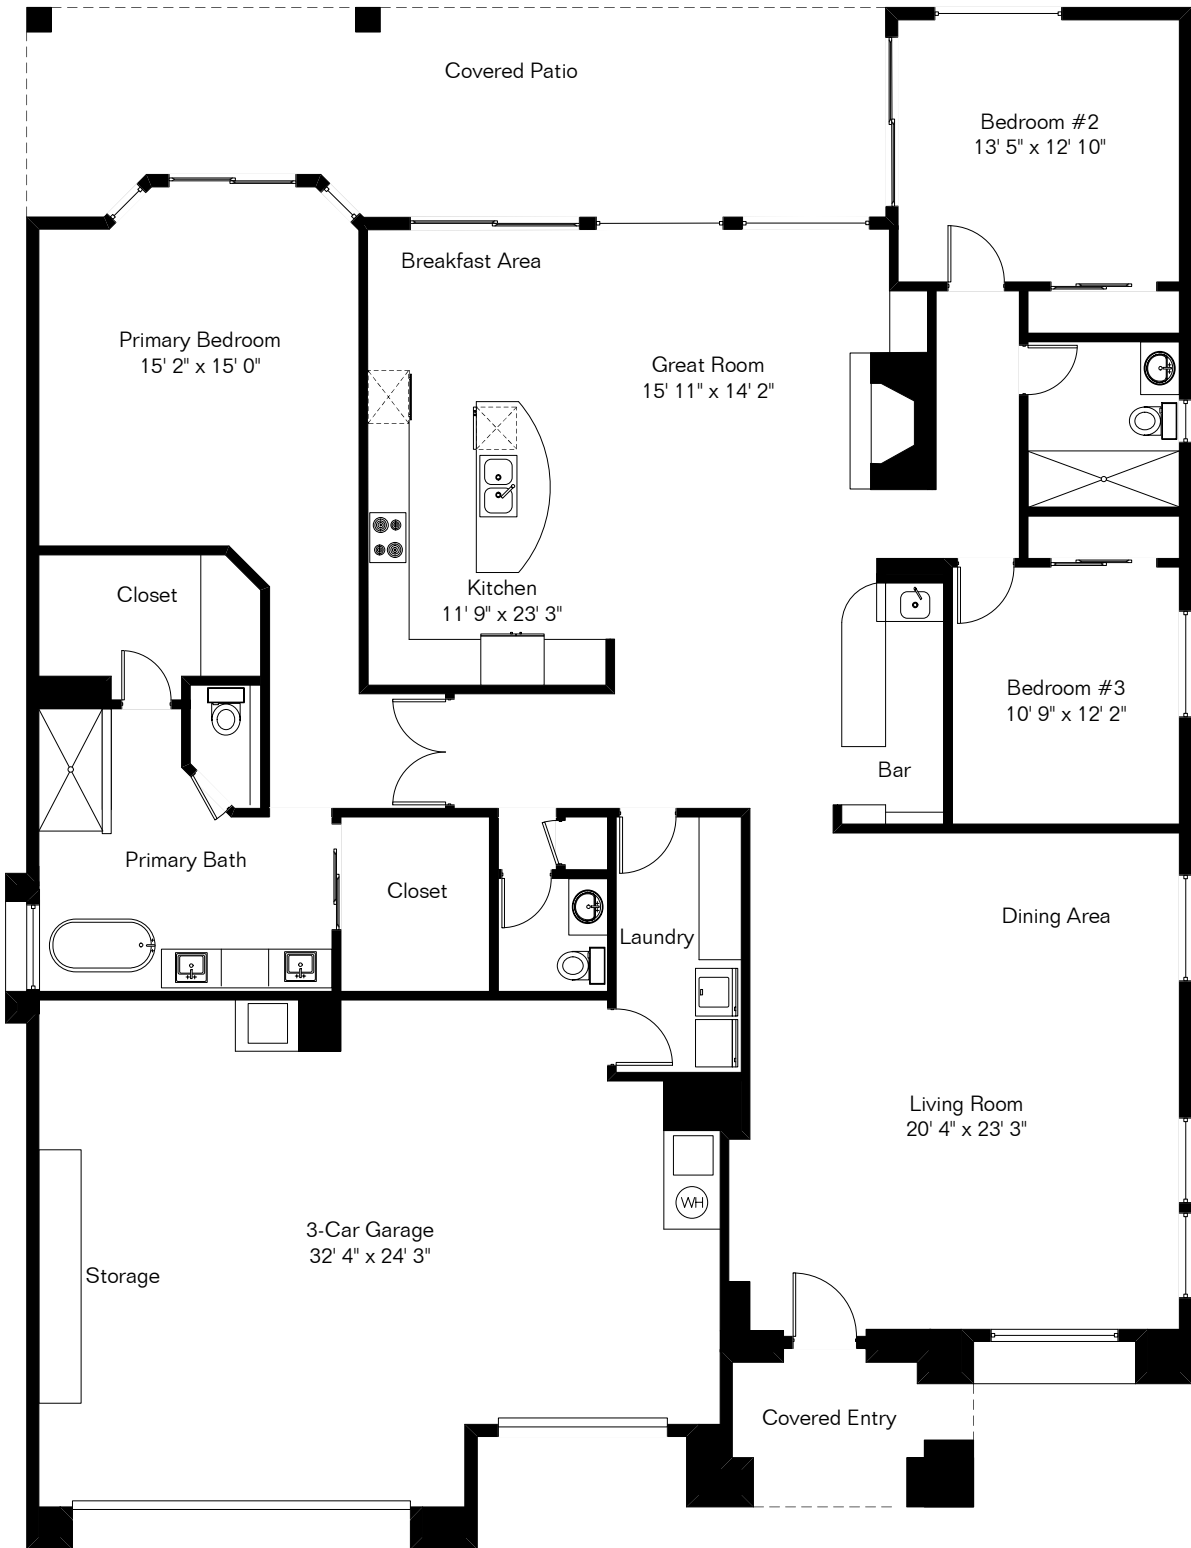 Covered Patio
Bedroom #2
13' 5" x 12' 10"
Breakfast Area
Primary Bedroom
15' 2" x 15' 0"
Great Room
15' 11" x 14' 2"
Closet
Kitchen
11' 9" x 23' 3"
Bedroom #3
10' 9" x 12' 2"
Bar
Primary Bath
Closet
Laundry
Dining Area
Living Room
20' 4" x 23' 3"
WH
3-Car Garage
32' 4" x 24' 3"
Storage
Covered Entry